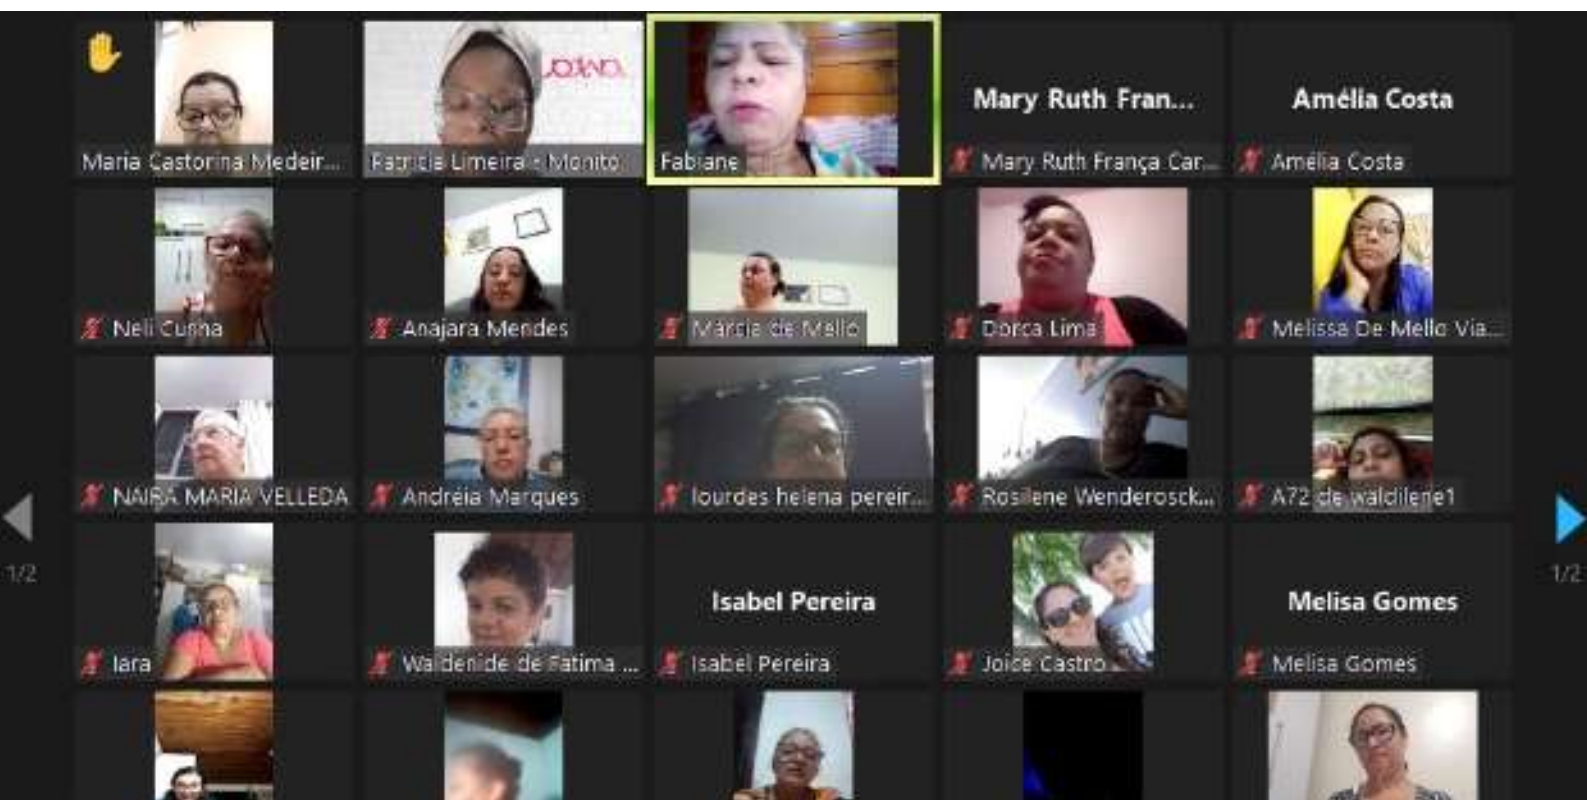 Maria Castorina Medeir...
Patricia Limeira - Monito...
Fabiane
Mary Ruth Fran...
Mary Ruth França Car...
Amélia Costa
Amélia Costa
Neli Cunha
Anajara Mendes
Márcia de Mello
Dorca Lima
Melissa De Mello Via...
NAIRA MARIA VELLEDA
Andréia Marques
lourdes helena pereir...
Rosilene Wenderosck...
A72 de waldilene1
1/2
1/2
Iara
Waldenide de Fatima ...
Isabel Pereira
Isabel Pereira
Joice Castro
Melisa Gomes
Melisa Gomes